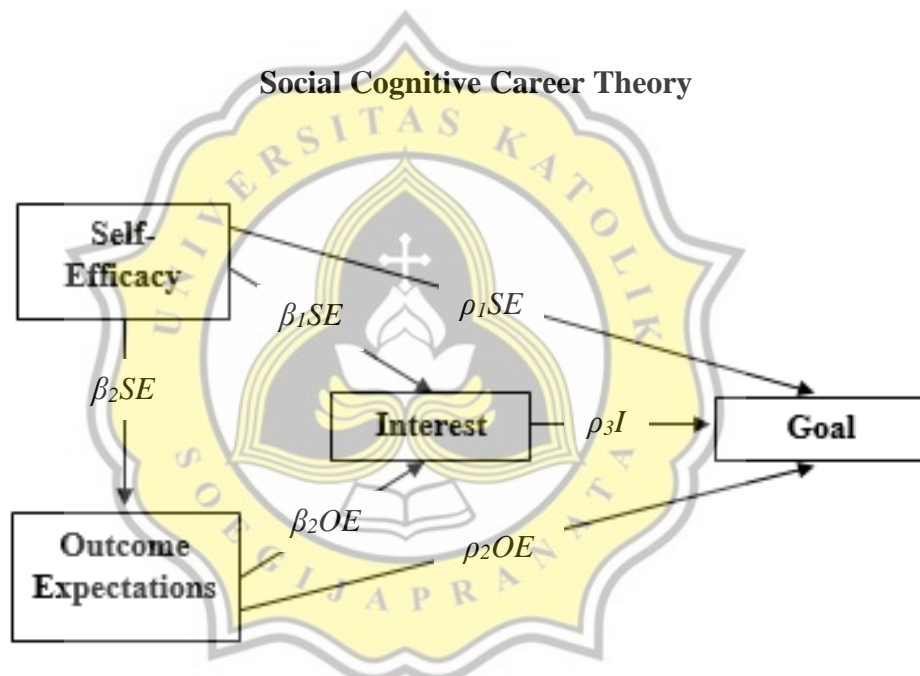 Social Cognitive Career Theory
UNIVERSITAS KATOLIK
Self-
Efficacy
β₁SE
ρ₁SE
β₂SE
Interest
ρ₃I
Goal
β₂OE
ρ₂OE
Outcome
Expectations
SOEGIJAPRANATA